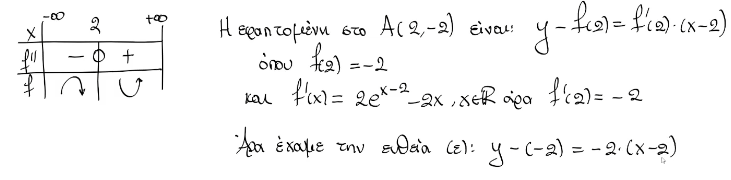 x -∞ 2 +∞
f'' - 0 +
f
Η εφαπτομένη στο A(2,-2) είναι: y-f(2)=f'(2)·(x-2)
όπου f(2)=-2
και f'(x)=2e^{x-2}-2x, x∈ℝ άρα f'(2)=-2
Άρα έχουμε την ευθεία (ε): y-(-2)=-2·(x-2)